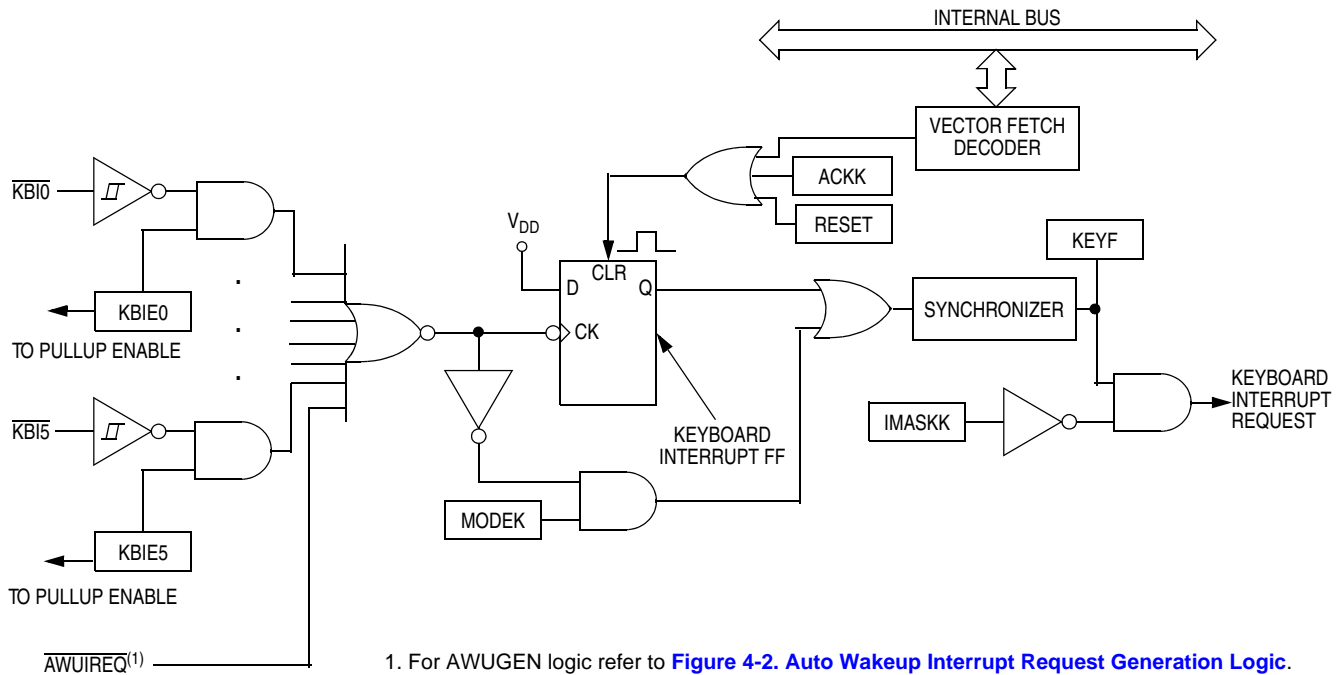 INTERNAL BUS
VECTOR FETCH
DECODER
ACKK
RESET
KBI0
VDD
KEYF
CLR
D
Q
CK
SYNCHRONIZER
KBIE0
TO PULLUP ENABLE
.
.
.
KBI5
KEYBOARD
INTERRUPT FF
IMASKK
KEYBOARD
INTERRUPT
REQUEST
MODEK
KBIE5
TO PULLUP ENABLE
AWUIREQ(1)
1. For AWUGEN logic refer to Figure 4-2. Auto Wakeup Interrupt Request Generation Logic.